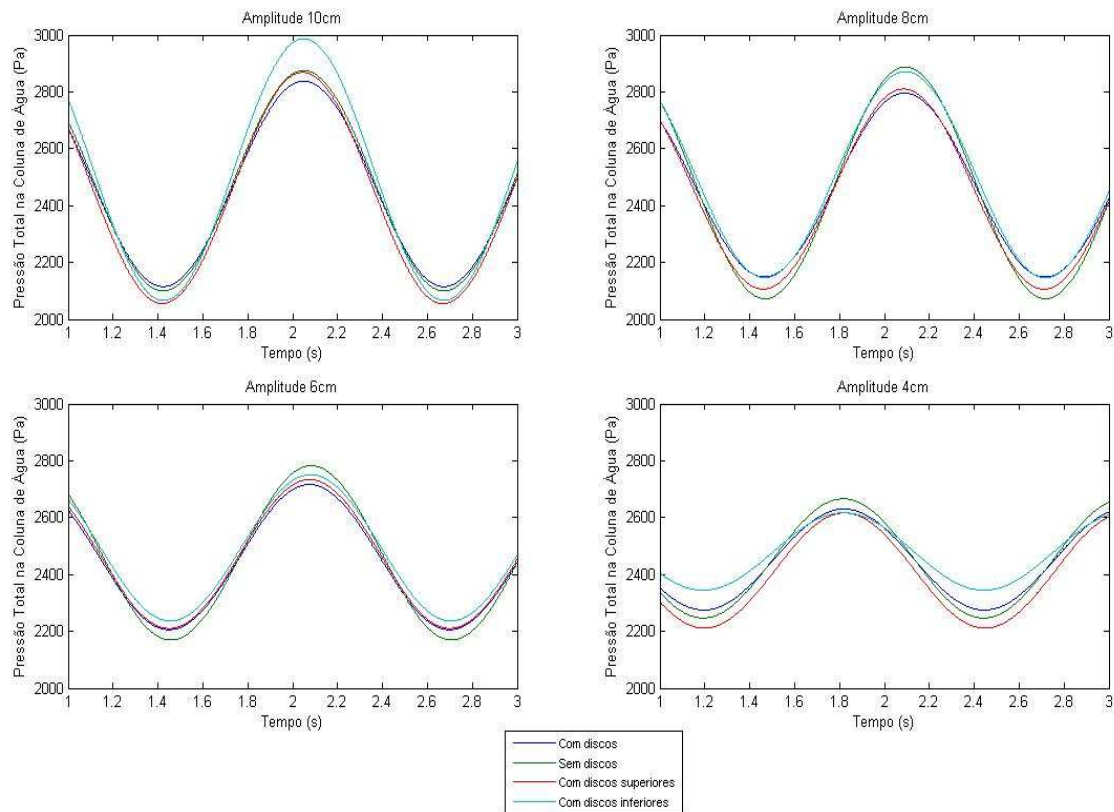 Amplitude 10cm
Pressão Total na Coluna de Água (Pa)
3000
2800
2600
2400
2200
2000
1 1.2 1.4 1.6 1.8 2 2.2 2.4 2.6 2.8 3
Tempo (s)
Amplitude 8cm
Pressão Total na Coluna de Água (Pa)
3000
2800
2600
2400
2200
2000
1 1.2 1.4 1.6 1.8 2 2.2 2.4 2.6 2.8 3
Tempo (s)
Amplitude 6cm
Pressão Total na Coluna de Água (Pa)
3000
2800
2600
2400
2200
2000
1 1.2 1.4 1.6 1.8 2 2.2 2.4 2.6 2.8 3
Tempo (s)
Amplitude 4cm
Pressão Total na Coluna de Água (Pa)
3000
2800
2600
2400
2200
2000
1 1.2 1.4 1.6 1.8 2 2.2 2.4 2.6 2.8 3
Tempo (s)
Com discos
Sem discos
Com discos superiores
Com discos inferiores